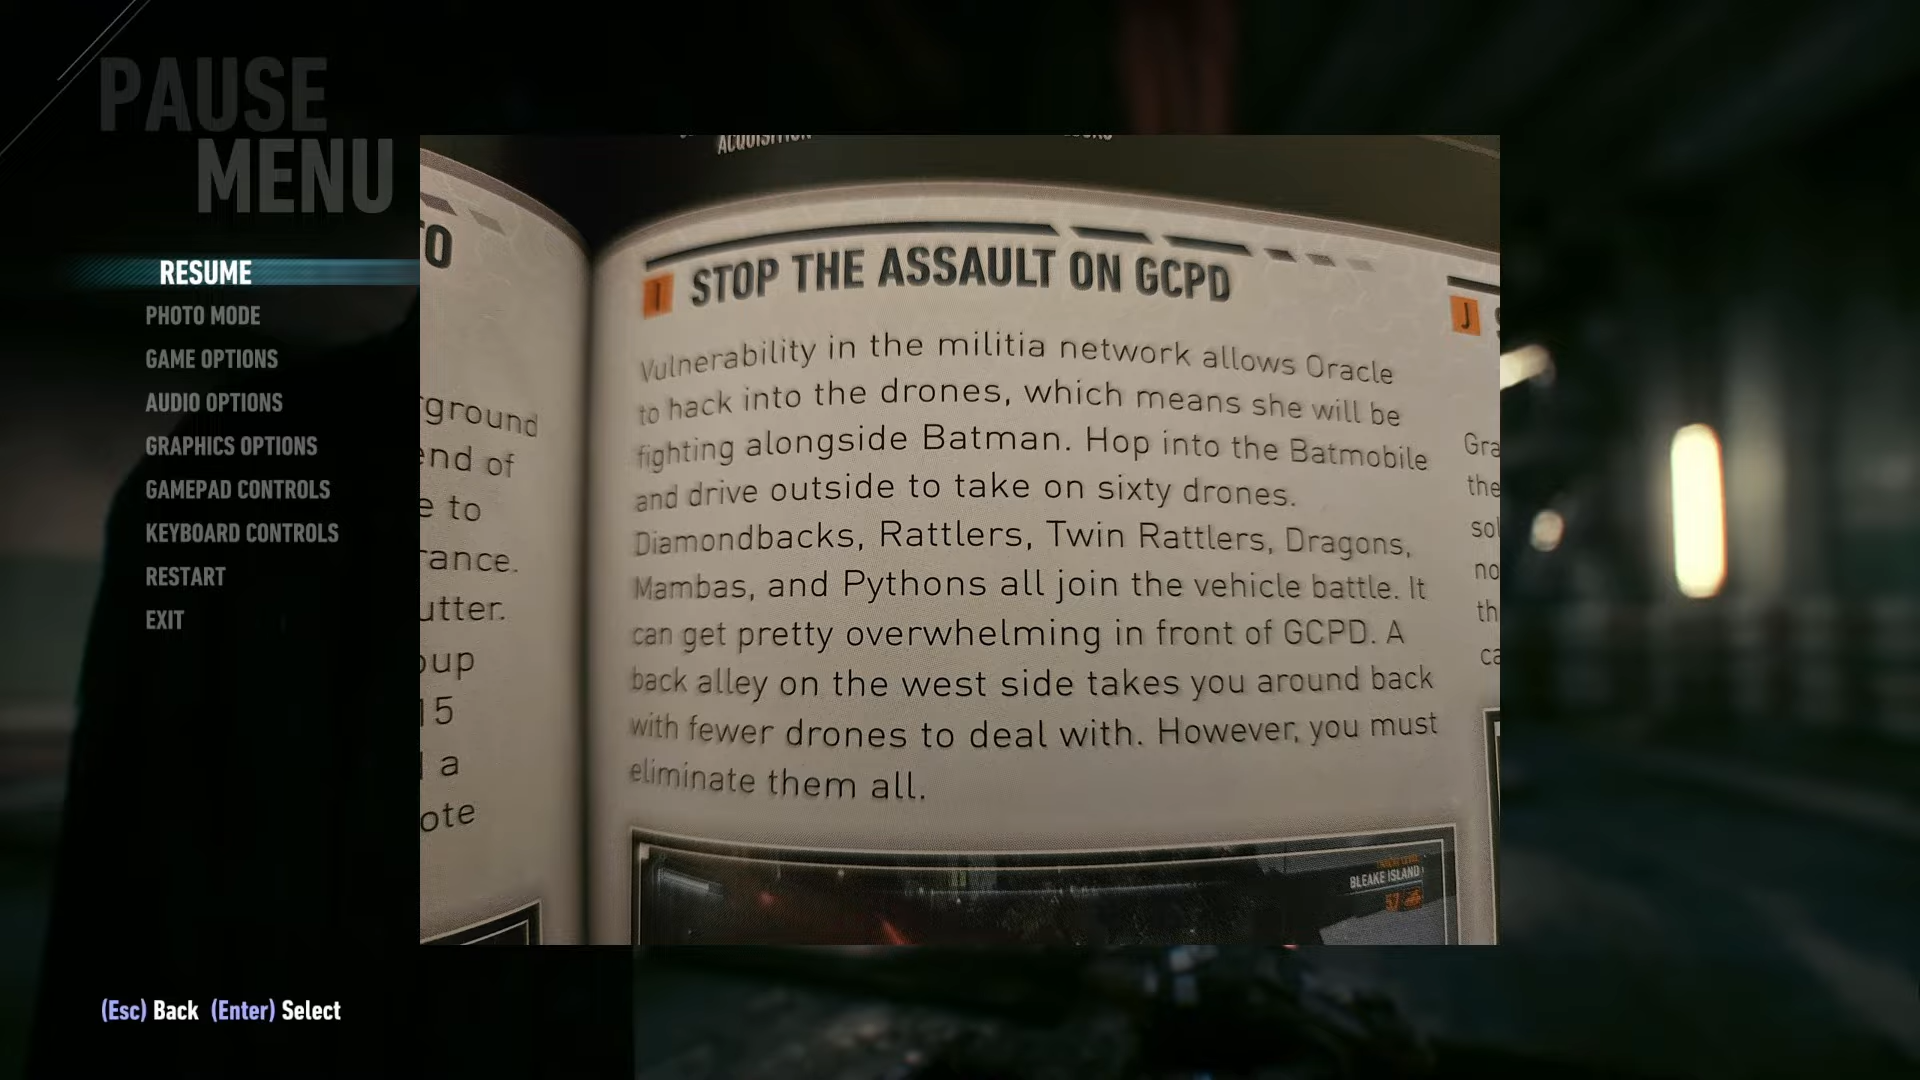 PAUSE
MENU
RESUME
PHOTO MODE
GAME OPTIONS
AUDIO OPTIONS
GRAPHICS OPTIONS
GAMEPAD CONTROLS
KEYBOARD CONTROLS
RESTART
EXIT
(Esc) Back (Enter) Select
ACQUISITION
TO
rground
end of
e to
rance.
utter.
oup
15
a
ote
I STOP THE ASSAULT ON GCPD
Vulnerability in the militia network allows Oracle
to hack into the drones, which means she will be
fighting alongside Batman. Hop into the Batmobile
and drive outside to take on sixty drones.
Diamondbacks, Rattlers, Twin Rattlers, Dragons,
Mambas, and Pythons all join the vehicle battle. It
can get pretty overwhelming in front of GCPD. A
back alley on the west side takes you around back
with fewer drones to deal with. However, you must
eliminate them all.
BLEAKE ISLAND
57
J
Gra
the
sol
no
th
ca